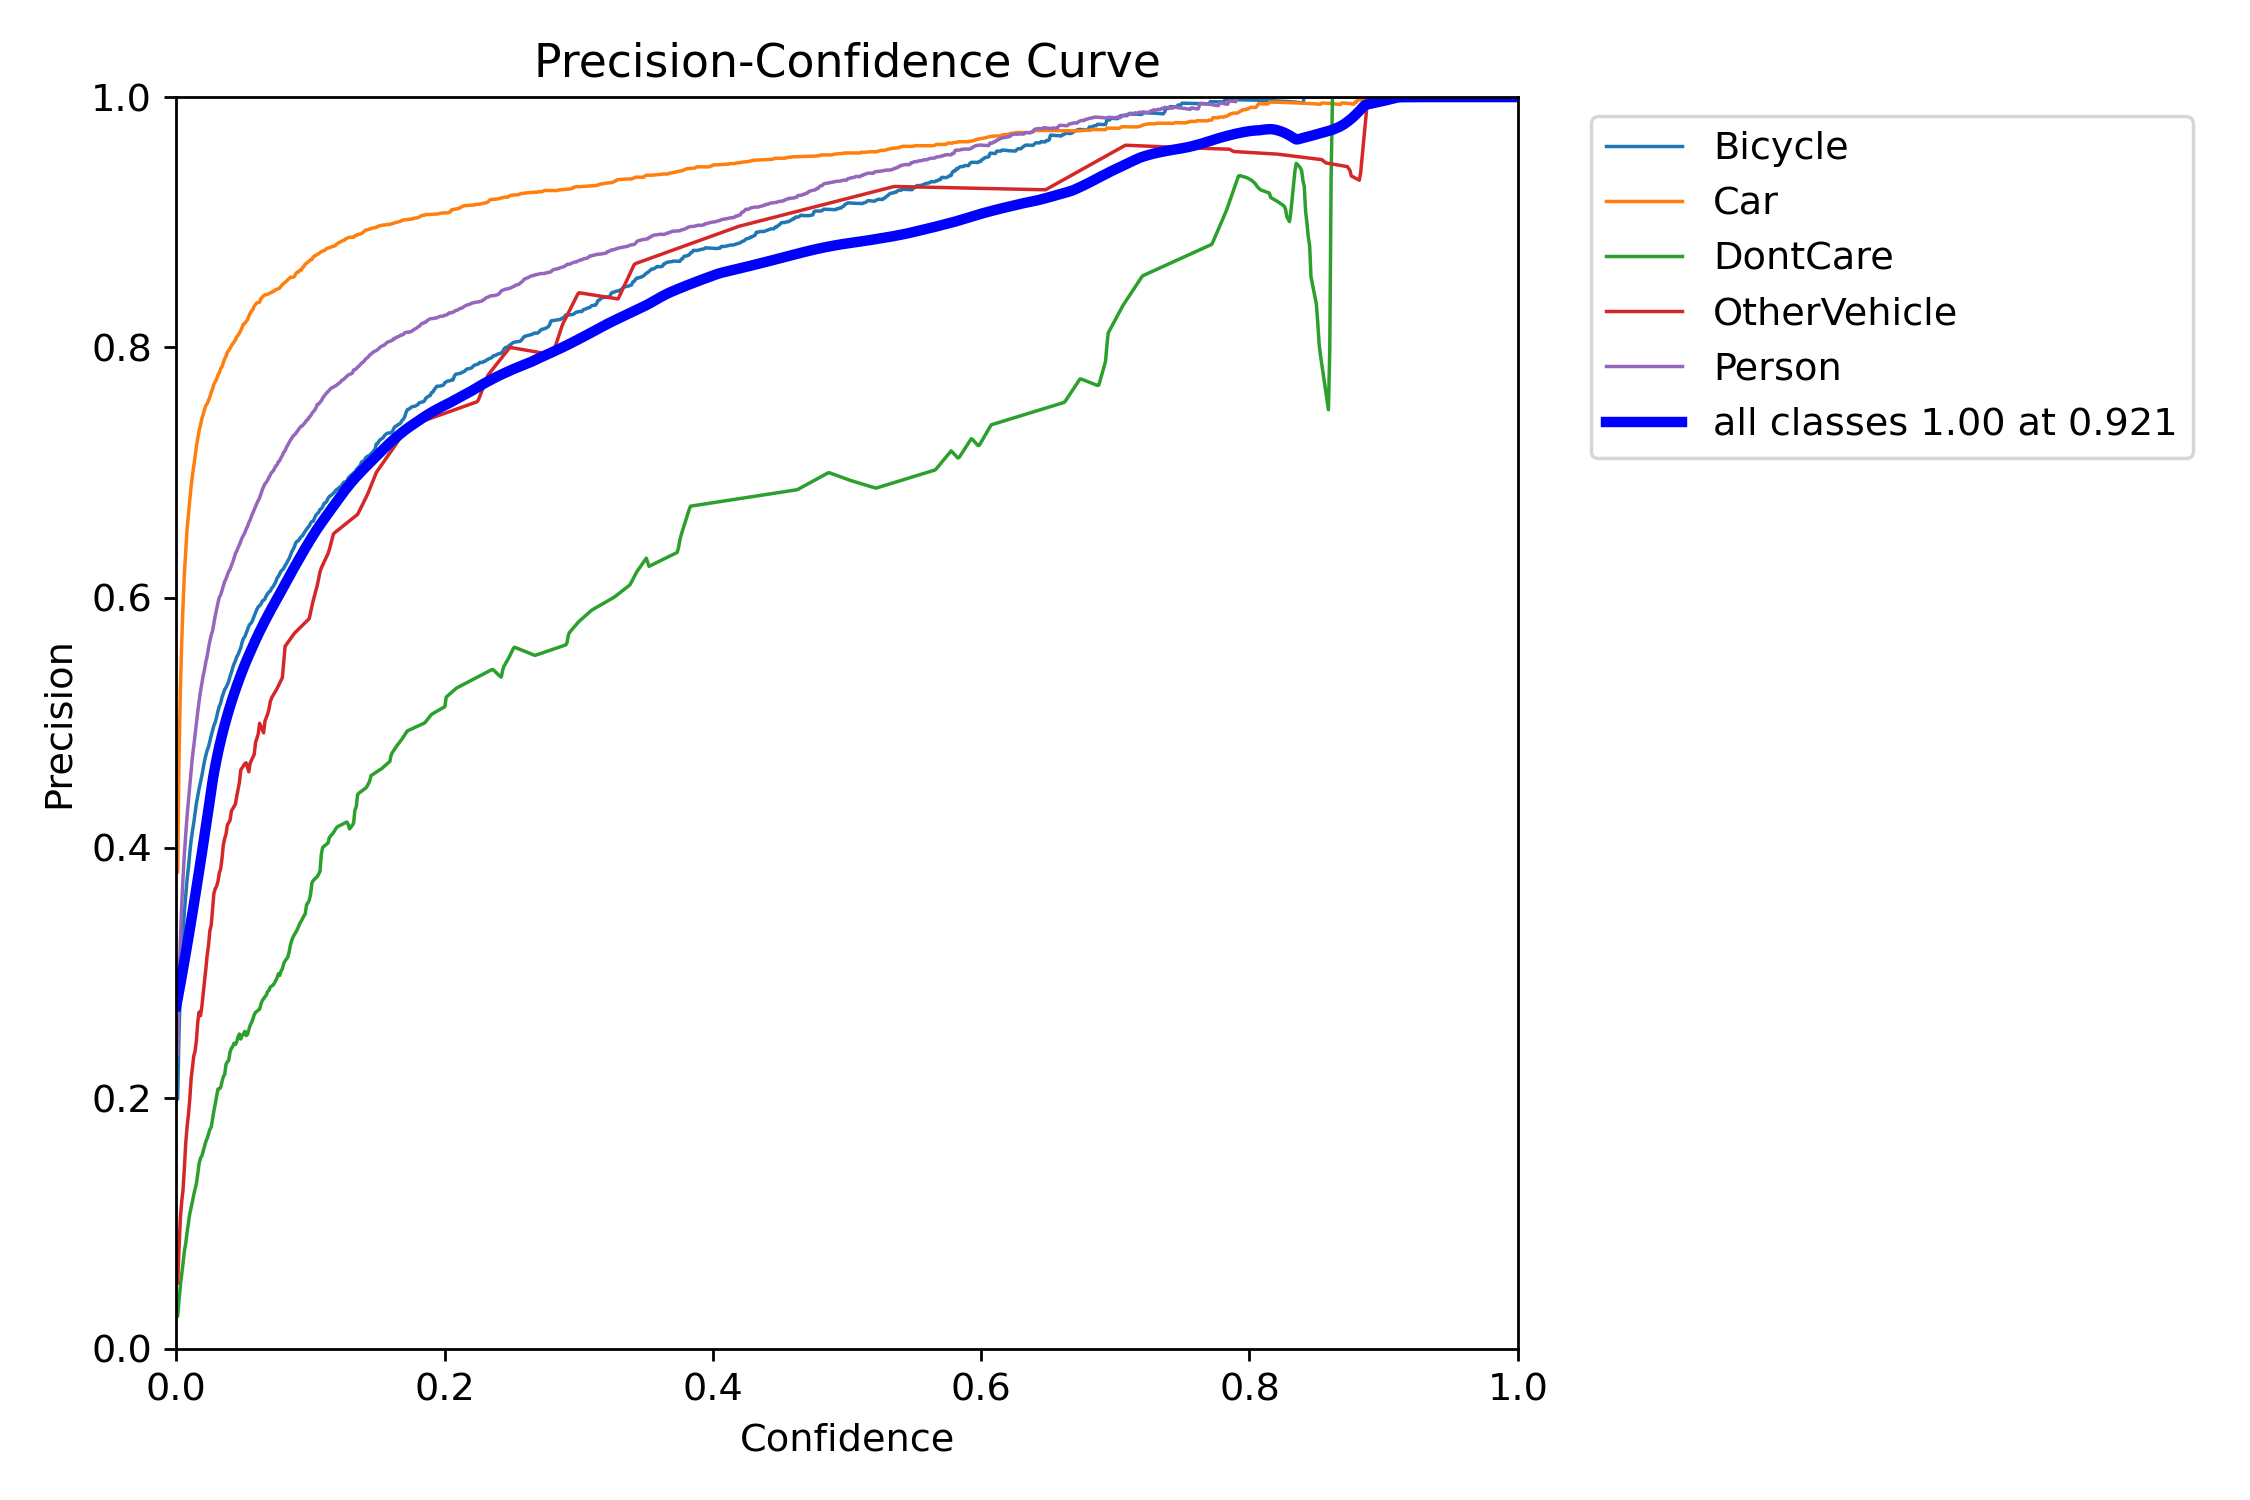 Precision-Confidence Curve
1.0
0.8
0.6
0.4
0.2
0.0
Precision
0.0 0.2 0.4 0.6 0.8 1.0
Confidence
Bicycle
Car
DontCare
OtherVehicle
Person
all classes 1.00 at 0.921